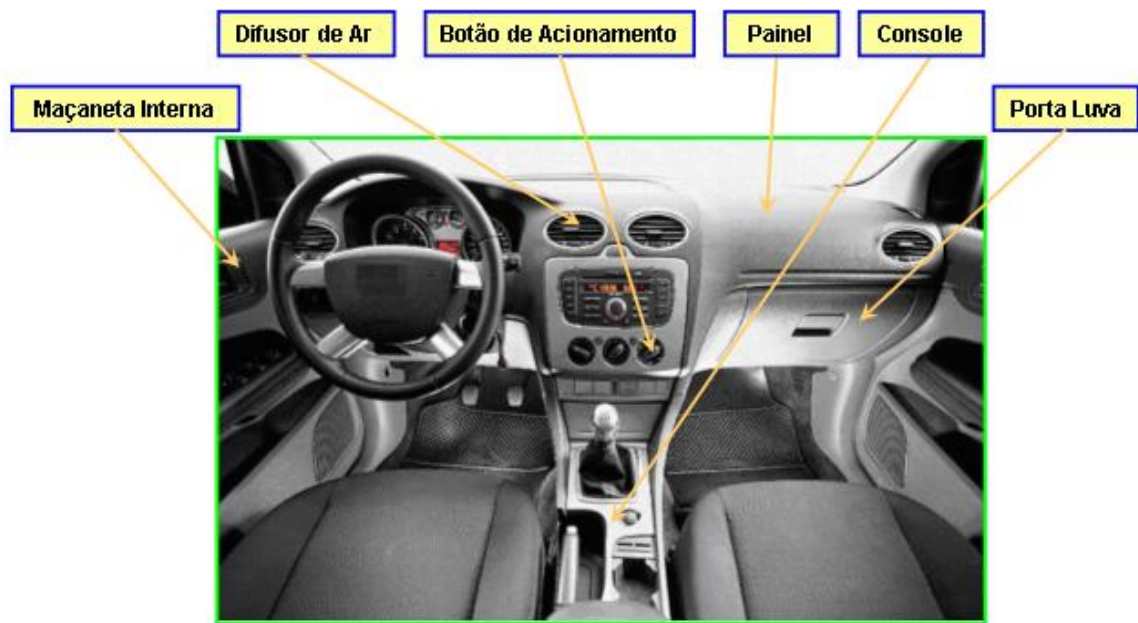 Difusor de Ar
Botão de Acionamento
Painel
Console
Maçaneta Interna
Porta Luva